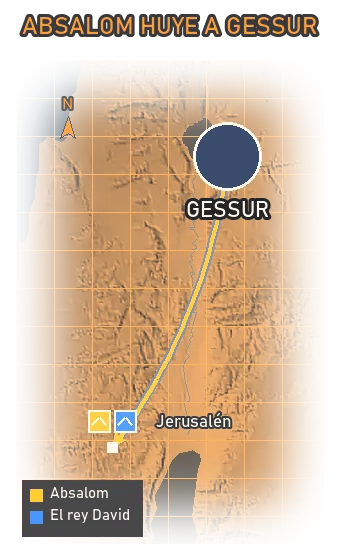 ABSALOM HUYE A GESSUR
N
GESSUR
Jerusalén
Absalom
El rey David